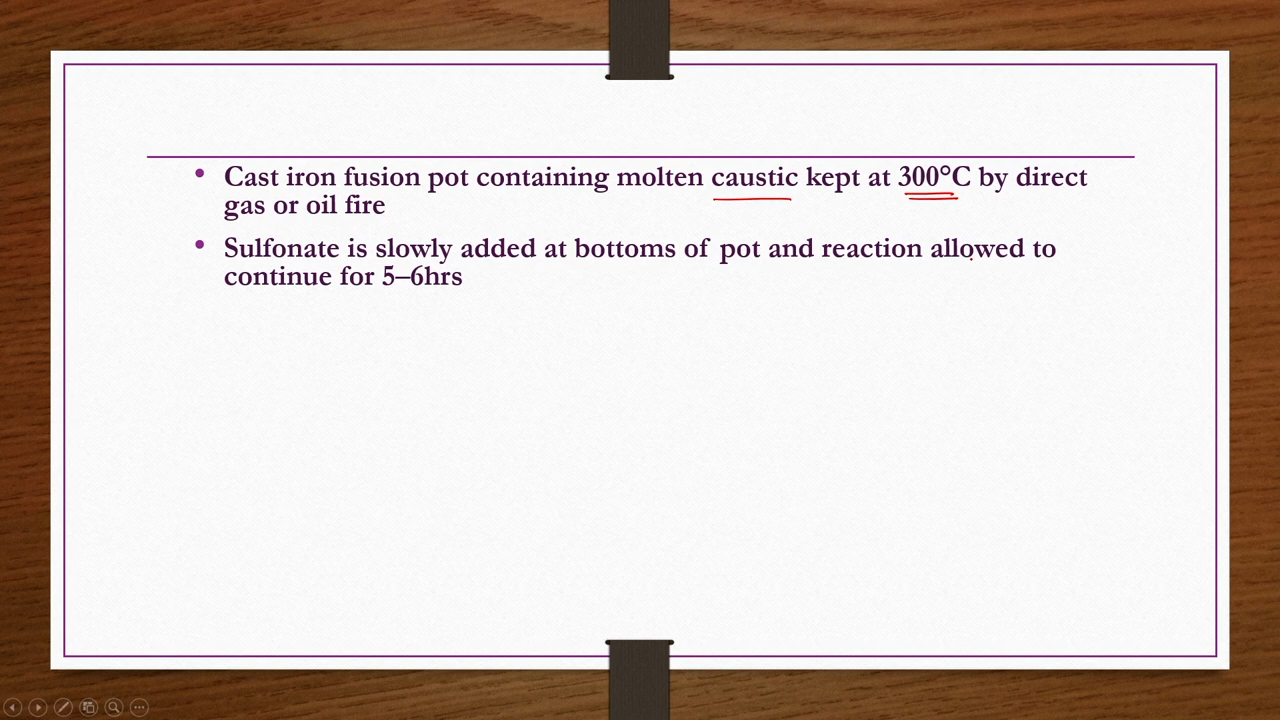 • Cast iron fusion pot containing molten caustic kept at 300°C by direct
gas or oil fire
• Sulfonate is slowly added at bottoms of pot and reaction allowed to
continue for 5–6hrs